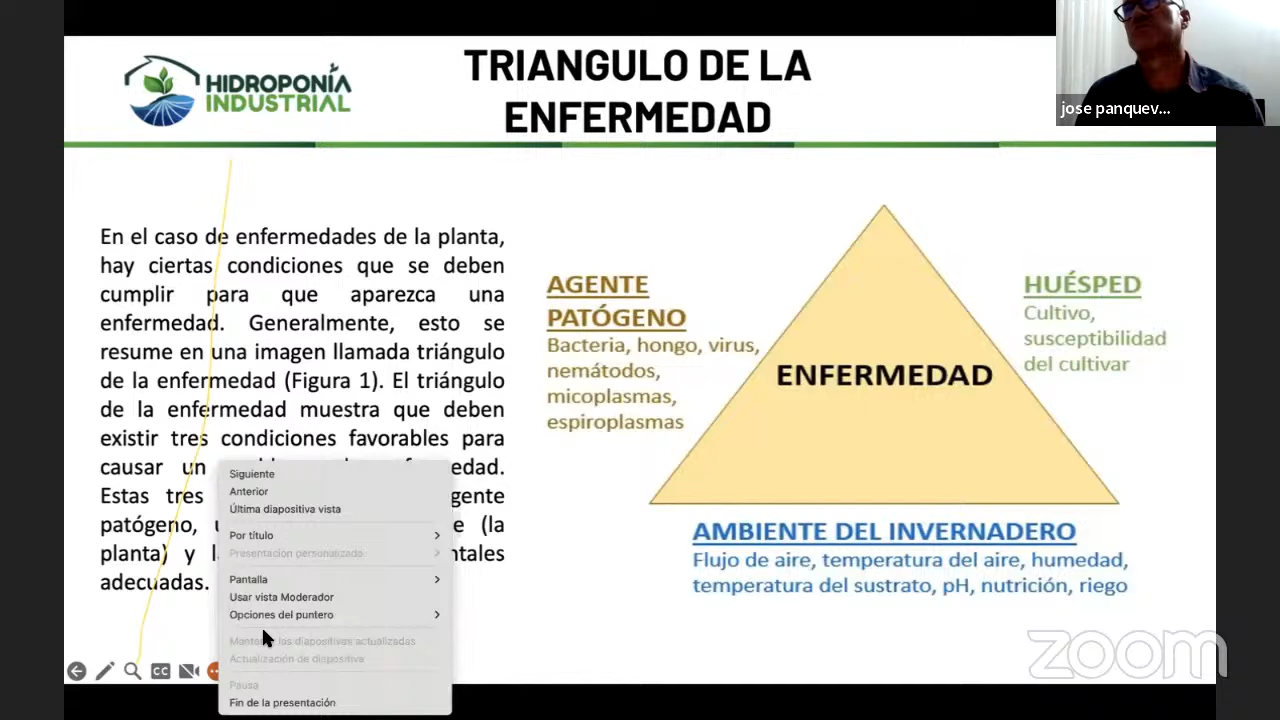 TRIANGULO DE LA
ENFERMEDAD
HIDROPONÍA
INDUSTRIAL
jose panquev...
En el caso de enfermedades de la planta,
hay ciertas condiciones que se deben
cumplir para que aparezca una
enfermedad. Generalmente, esto se
resume en una imagen llamada triángulo
de la enfermedad (Figura 1). El triángulo
de la enfermedad muestra que deben
existir tres condiciones favorables para
causar un
Estas tres
patógeno, (la
planta) y
adecuadas.
AGENTE
PATÓGENO
Bacteria, hongo, virus,
nemátodos,
micoplasmas,
espiroplasmas
ENFERMEDAD
HUÉSPED
Cultivo,
susceptibilidad
del cultivar
AMBIENTE DEL INVERNADERO
Flujo de aire, temperatura del aire, humedad,
temperatura del sustrato, pH, nutrición, riego
Siguiente
Anterior
Última diapositiva vista
Por título
Presentación personalizada
Pantalla
Usar vista Moderador
Opciones del puntero
las diapositivas actualizadas
Actualización de diapositiva
Pausa
Fin de la presentación
CC
zoom